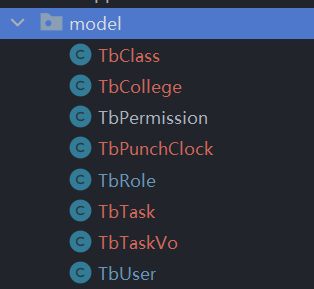 model
TbClass
TbCollege
TbPermission
TbPunchClock
TbRole
TbTask
TbTaskVo
TbUser